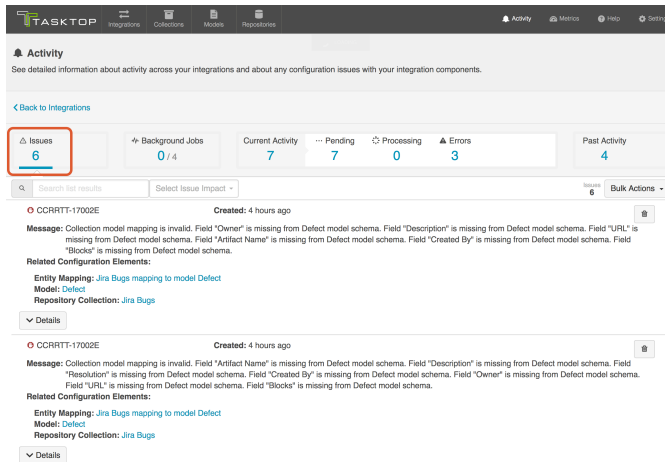 TASKTOP
Integrations Collections Models Repositories
Activity Metrics Help Settin
Activity
See detailed information about activity across your integrations and about any configuration issues with your integration components.
Back to Integrations
Issues Background Jobs Current Activity ··· Pending Processing Errors Past Activity
6 0 / 4 7 7 0 3 4
Search list results Select Issue Impact Issues 6 Bulk Actions
CCRRTT-17002E Created: 4 hours ago
Message: Collection model mapping is invalid. Field "Owner" is missing from Defect model schema. Field "Description" is missing from Defect model schema. Field "URL" is
missing from Defect model schema. Field "Artifact Name" is missing from Defect model schema. Field "Created By" is missing from Defect model schema. Field
"Blocks" is missing from Defect model schema.
Related Configuration Elements:
Entity Mapping: Jira Bugs mapping to model Defect
Model: Defect
Repository Collection: Jira Bugs
Details
CCRRTT-17002E Created: 4 hours ago
Message: Collection model mapping is invalid. Field "Artifact Name" is missing from Defect model schema. Field "Description" is missing from Defect model schema. Field
"Resolution" is missing from Defect model schema. Field "Created By" is missing from Defect model schema. Field "Owner" is missing from Defect model schema.
Field "URL" is missing from Defect model schema. Field "Blocks" is missing from Defect model schema.
Related Configuration Elements:
Entity Mapping: Jira Bugs mapping to model Defect
Model: Defect
Repository Collection: Jira Bugs
Details